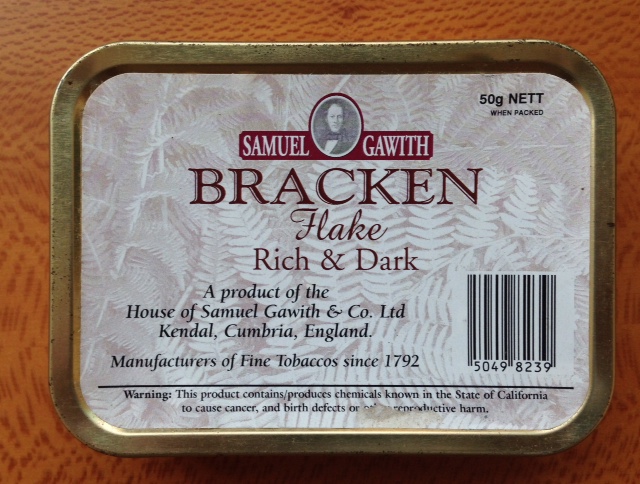 50g NETT
WHEN PACKED
SAMUEL GAWITH
BRACKEN
Flake
Rich & Dark
A product of the
House of Samuel Gawith & Co. Ltd
Kendal, Cumbria, England.
Manufacturers of Fine Tobaccos since 1792
5049 8239
Warning: This product contains/produces chemicals known in the State of California
to cause cancer, and birth defects or reproductive harm.